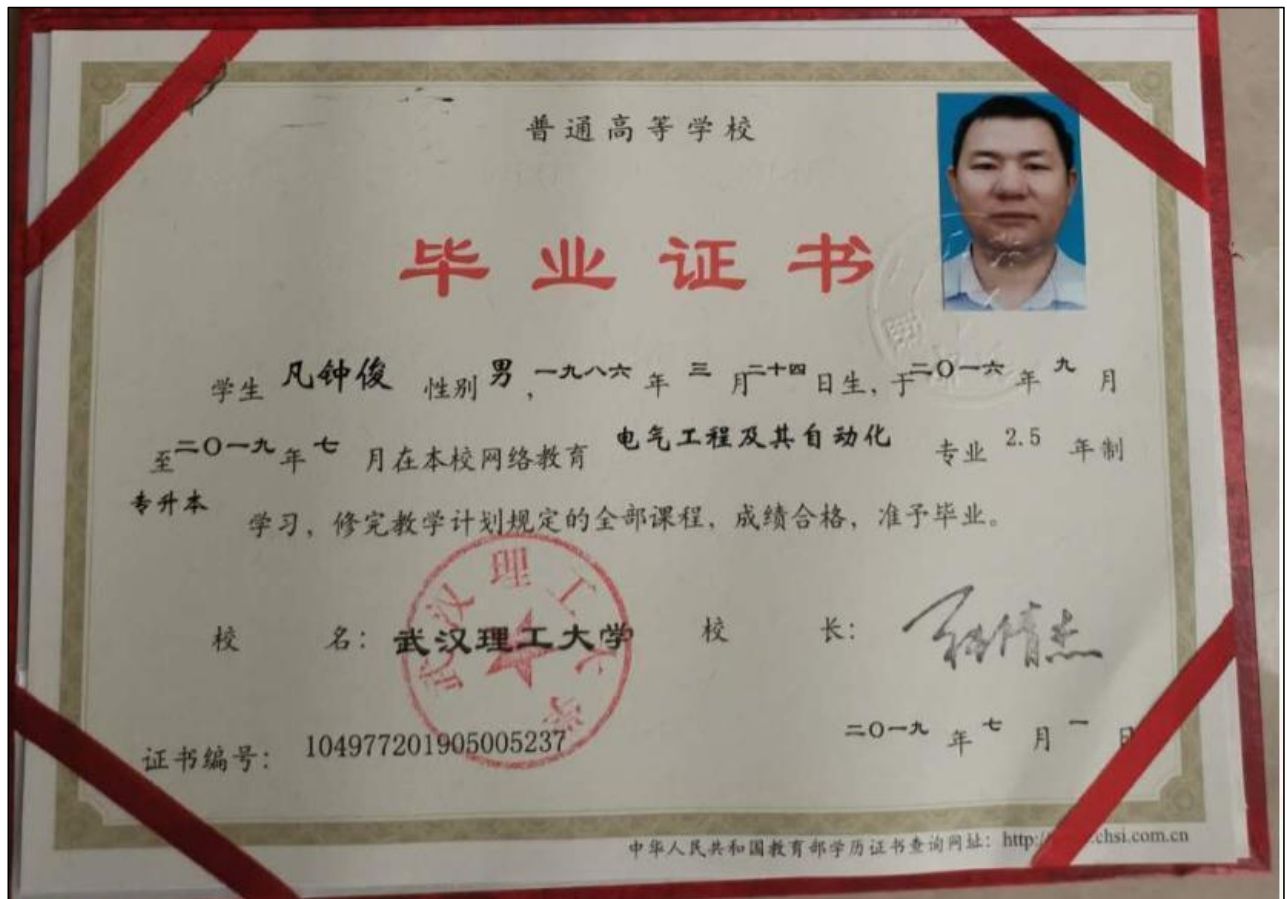 普通高等学校
毕业证书
学生 凡钟俊 性别 男，一九八六 年 三 月 二十四 日生，于 二〇一六 年 九 月
至 二〇一九 年 七 月在本校网络教育 电气工程及其自动化 专业 2.5 年制
专升本 学习，修完教学计划规定的全部课程，成绩合格，准予毕业。
校 名：武汉理工大学 校 长：
武汉理工大学
证书编号：104977201905005237 二〇一九 年 七 月 一 日
中华人民共和国教育部学历证书查询网址：http:// chsi.com.cn